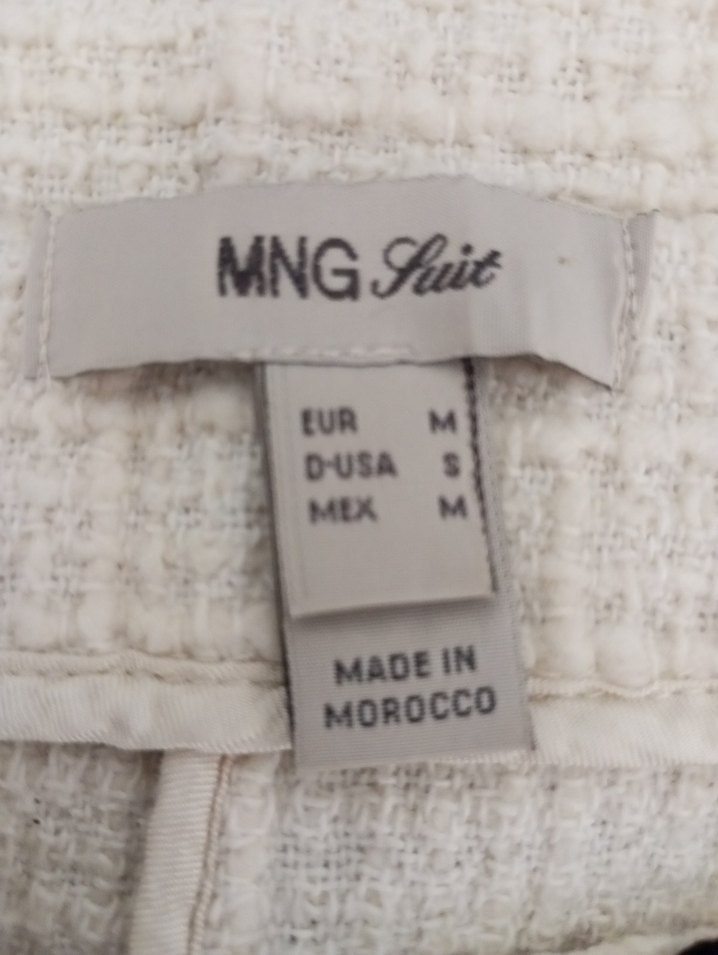 MNG Suit
EUR M
D-USA S
MEX M
MADE IN
MOROCCO